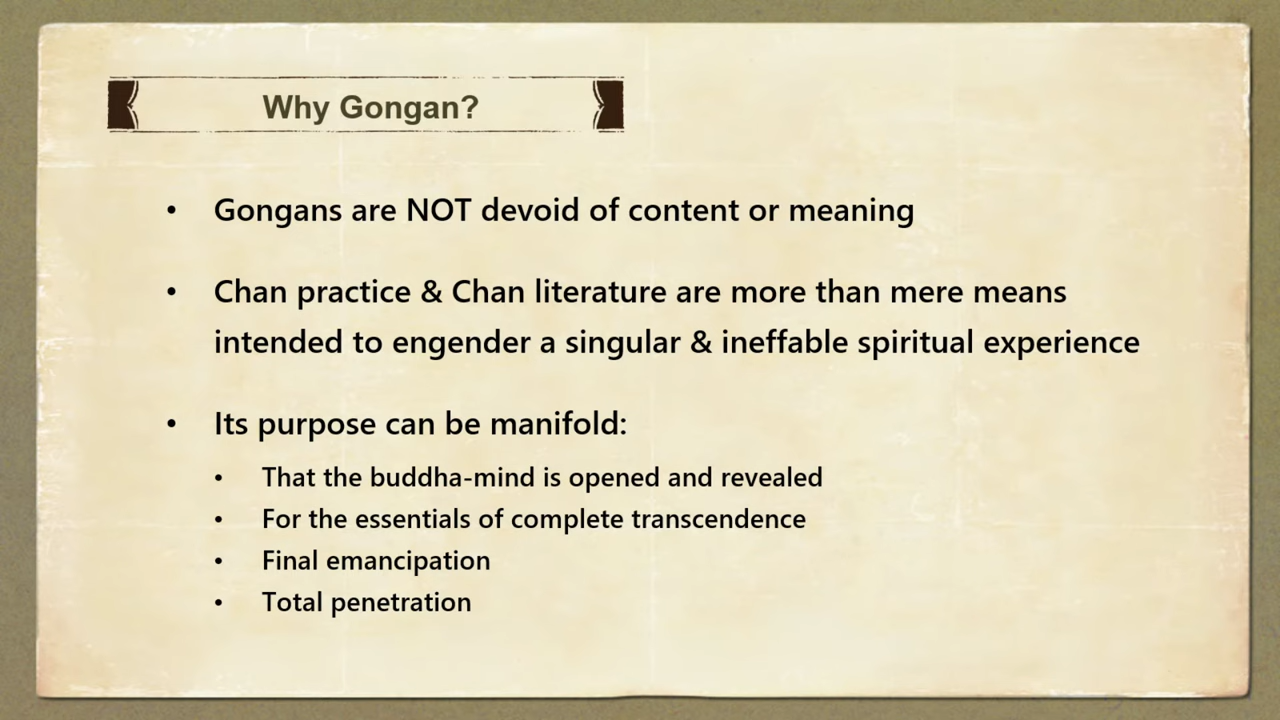 Why Gongan?
• Gongans are NOT devoid of content or meaning
• Chan practice & Chan literature are more than mere means
intended to engender a singular & ineffable spiritual experience
• Its purpose can be manifold:
• That the buddha-mind is opened and revealed
• For the essentials of complete transcendence
• Final emancipation
• Total penetration